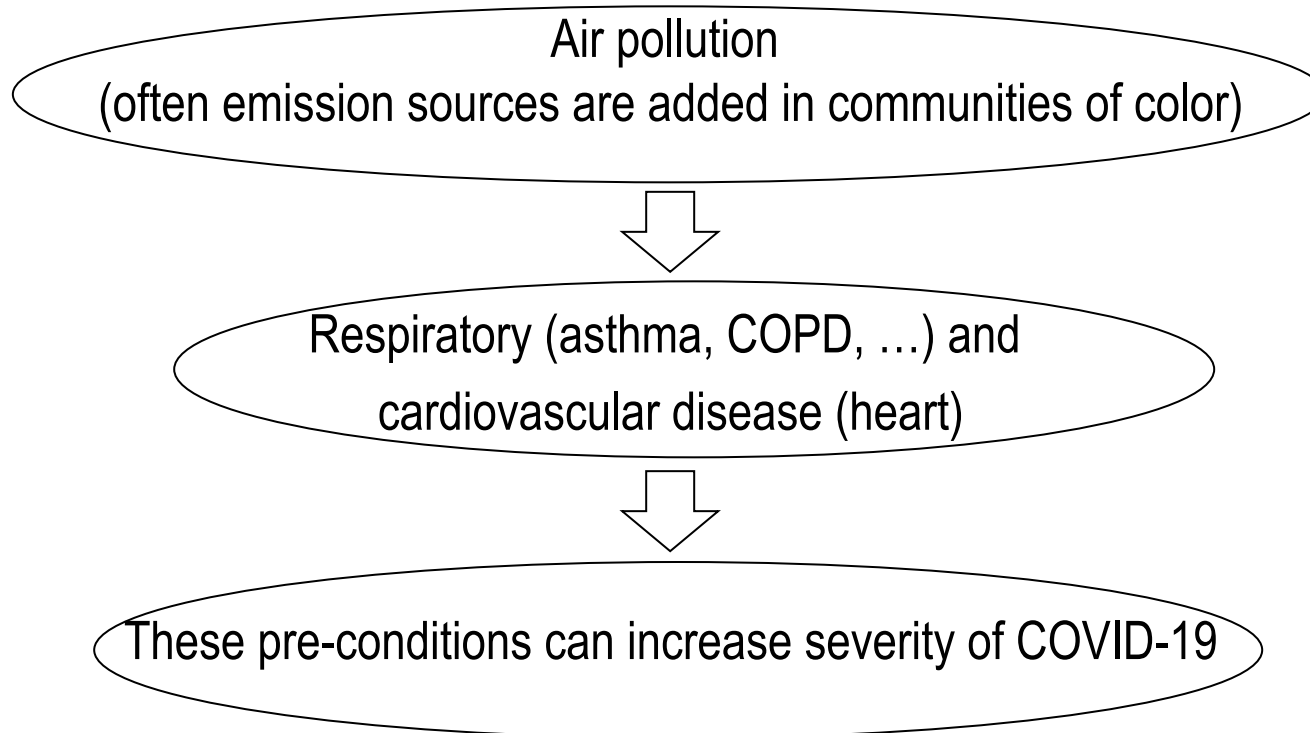 Air pollution
(often emission sources are added in communities of color)
Respiratory (asthma, COPD, …) and
cardiovascular disease (heart)
These pre-conditions can increase severity of COVID-19